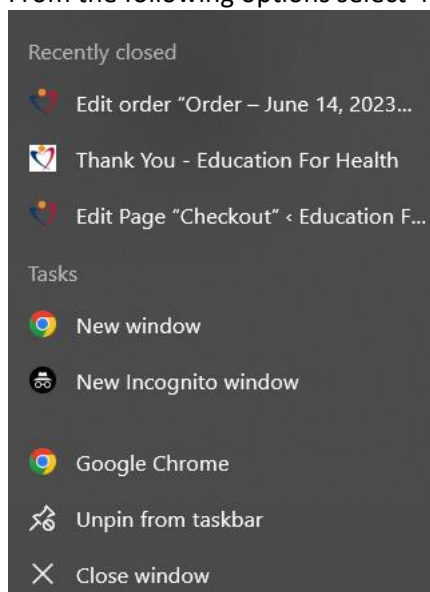 From the following options select
Recently closed
Edit order “Order – June 14, 2023...
Thank You - Education For Health
Edit Page “Checkout” ‹ Education F...
Tasks
New window
New Incognito window
Google Chrome
Unpin from taskbar
Close window